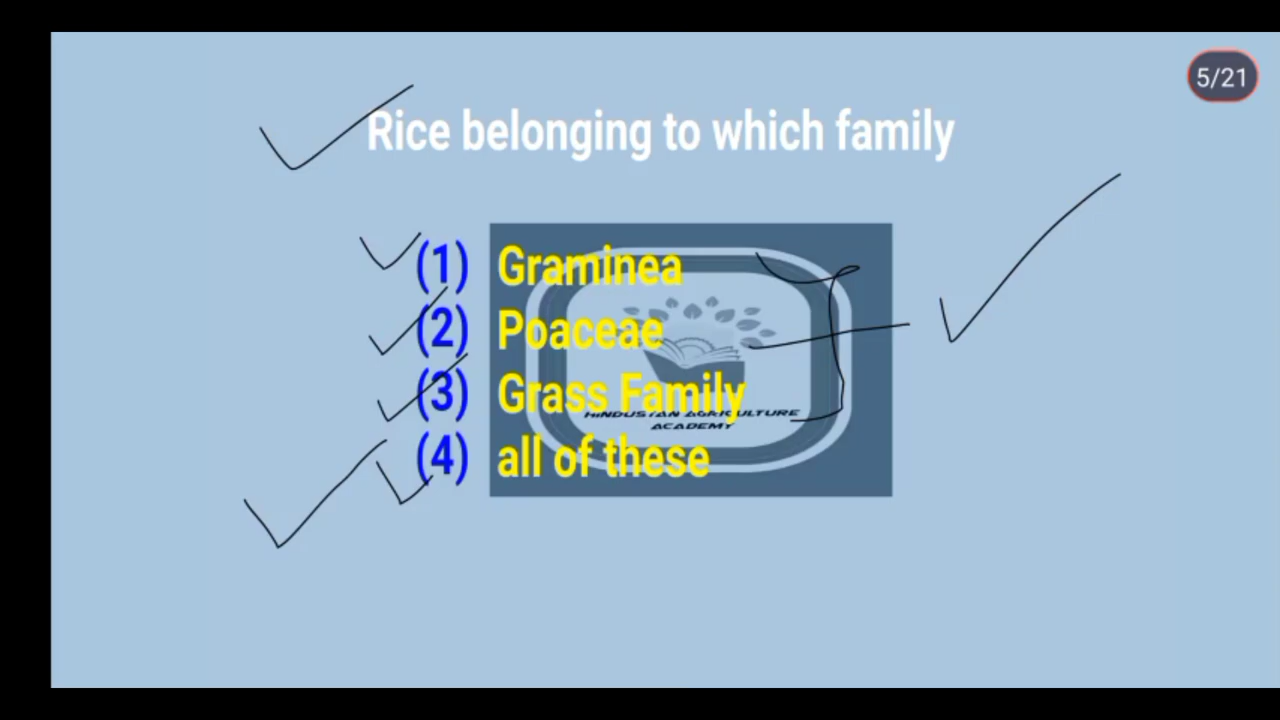 5/21
Rice belonging to which family
(1) Graminea
(2) Poaceae
(3) Grass Family
HINDUSTAN AGRICULTURE
ACADEMY
(4) all of these